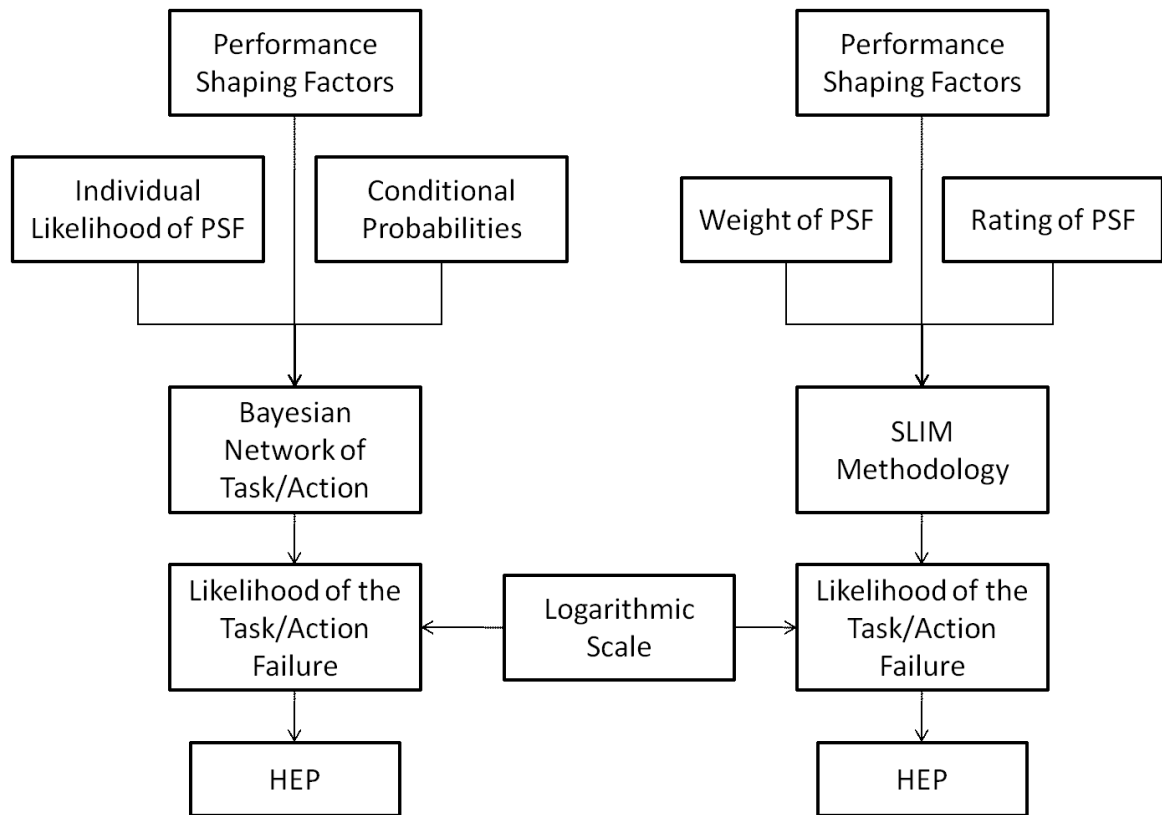 Performance
Shaping Factors
Performance
Shaping Factors
Individual
Likelihood of PSF
Conditional
Probabilities
Weight of PSF
Rating of PSF
Bayesian
Network of
Task/Action
SLIM
Methodology
Likelihood of the
Task/Action
Failure
Logarithmic
Scale
Likelihood of the
Task/Action
Failure
HEP
HEP